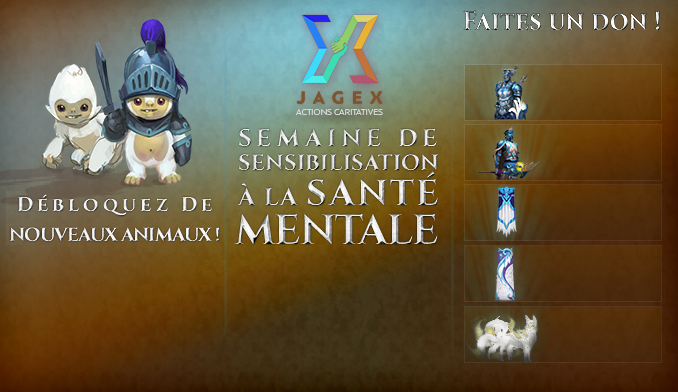 FAITES UN DON !
JAGEX
ACTIONS CARITATIVES
SEMAINE DE
SENSIBILISATION
À LA SANTÉ
MENTALE
DÉBLOQUEZ DE
NOUVEAUX ANIMAUX !